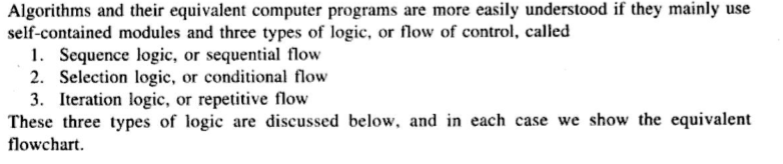 Algorithms and their equivalent computer programs are more easily understood if they mainly use
self-contained modules and three types of logic, or flow of control, called
1. Sequence logic, or sequential flow
2. Selection logic, or conditional flow
3. Iteration logic, or repetitive flow
These three types of logic are discussed below, and in each case we show the equivalent
flowchart.